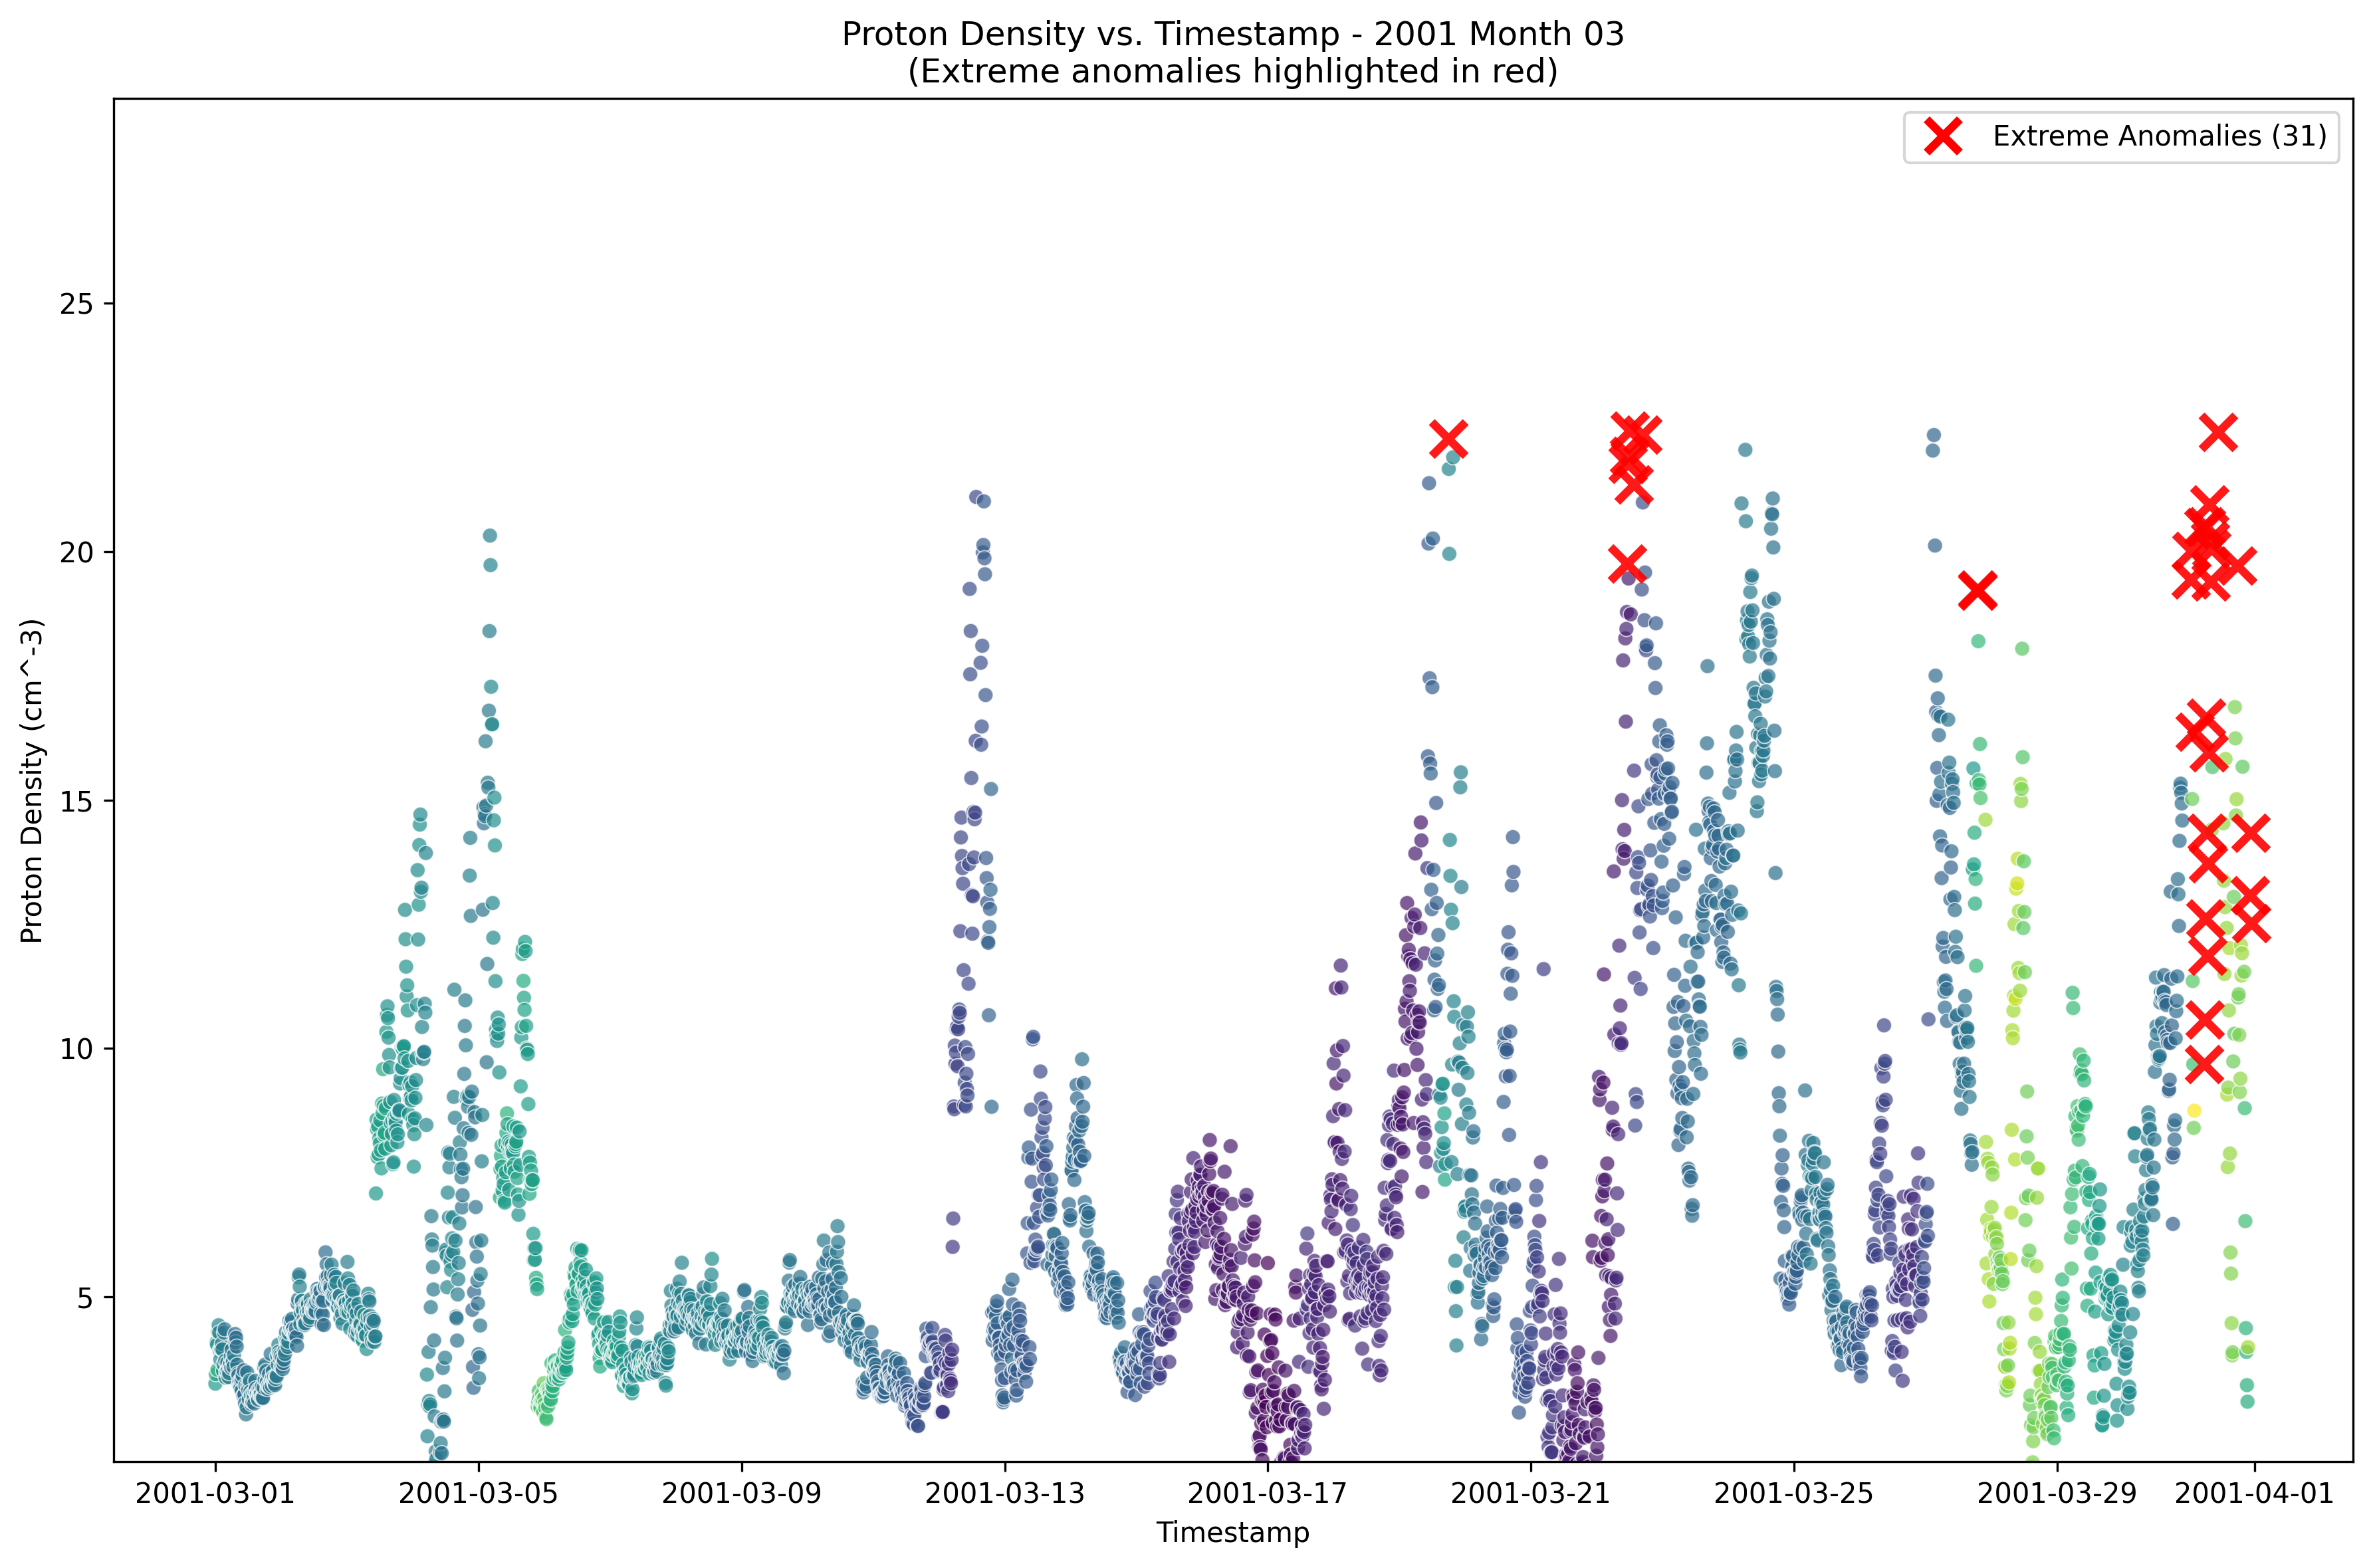 Proton Density vs. Timestamp - 2001 Month 03
(Extreme anomalies highlighted in red)
Extreme Anomalies (31)
Proton Density (cm^-3)
25
20
15
10
5
2001-03-01
2001-03-05
2001-03-09
2001-03-13
2001-03-17
2001-03-21
2001-03-25
2001-03-29
2001-04-01
Timestamp